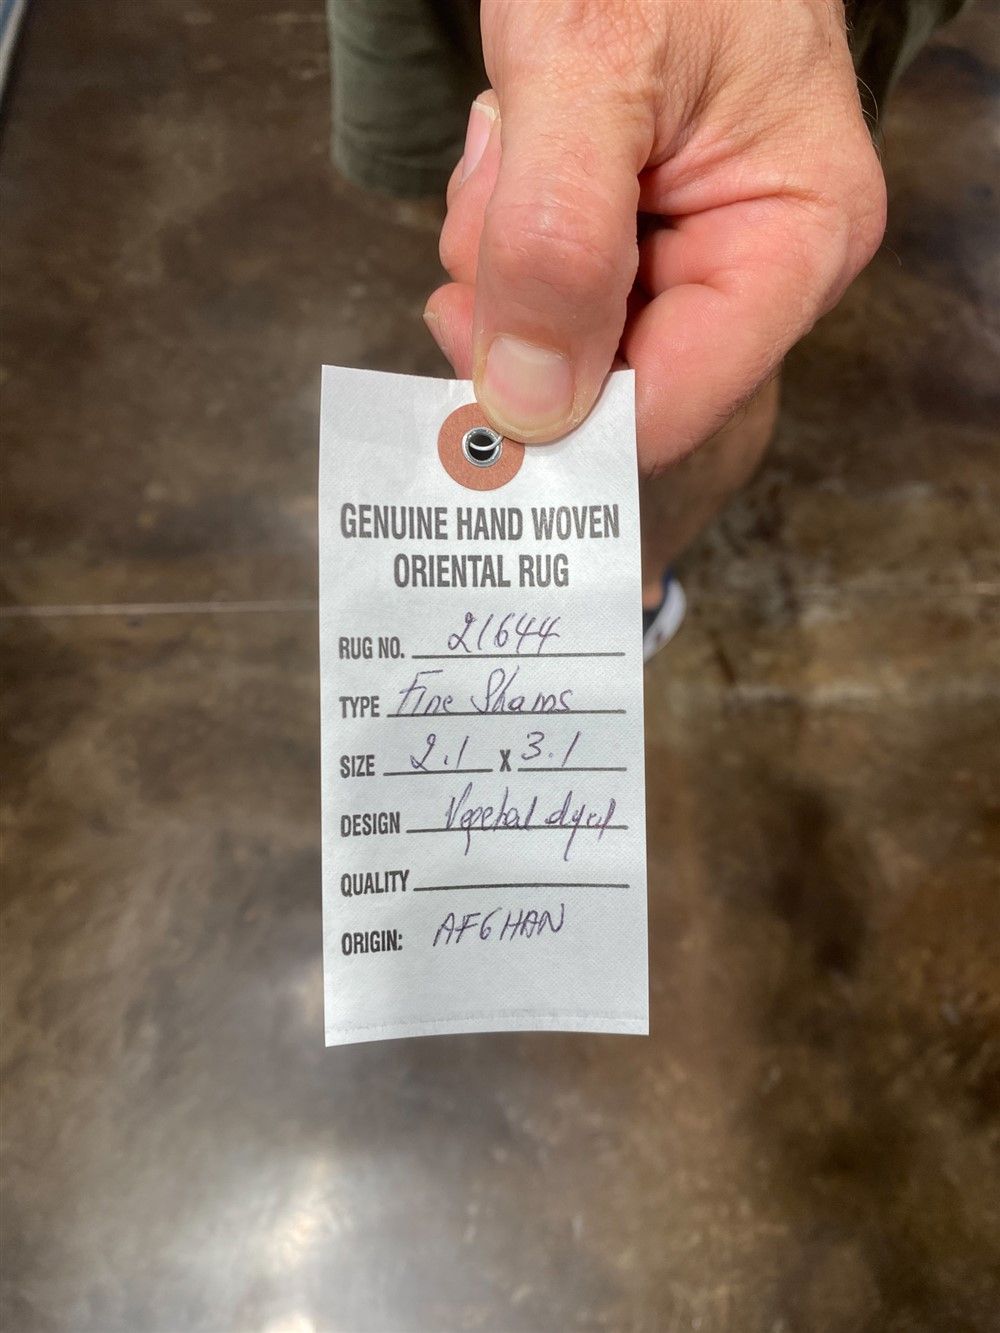 GENUINE HAND WOVEN
ORIENTAL RUG
RUG NO. 21644
TYPE Fine Shams
SIZE 2.1 X 3.1
DESIGN Vegetal dyed
QUALITY
ORIGIN: AFGHAN